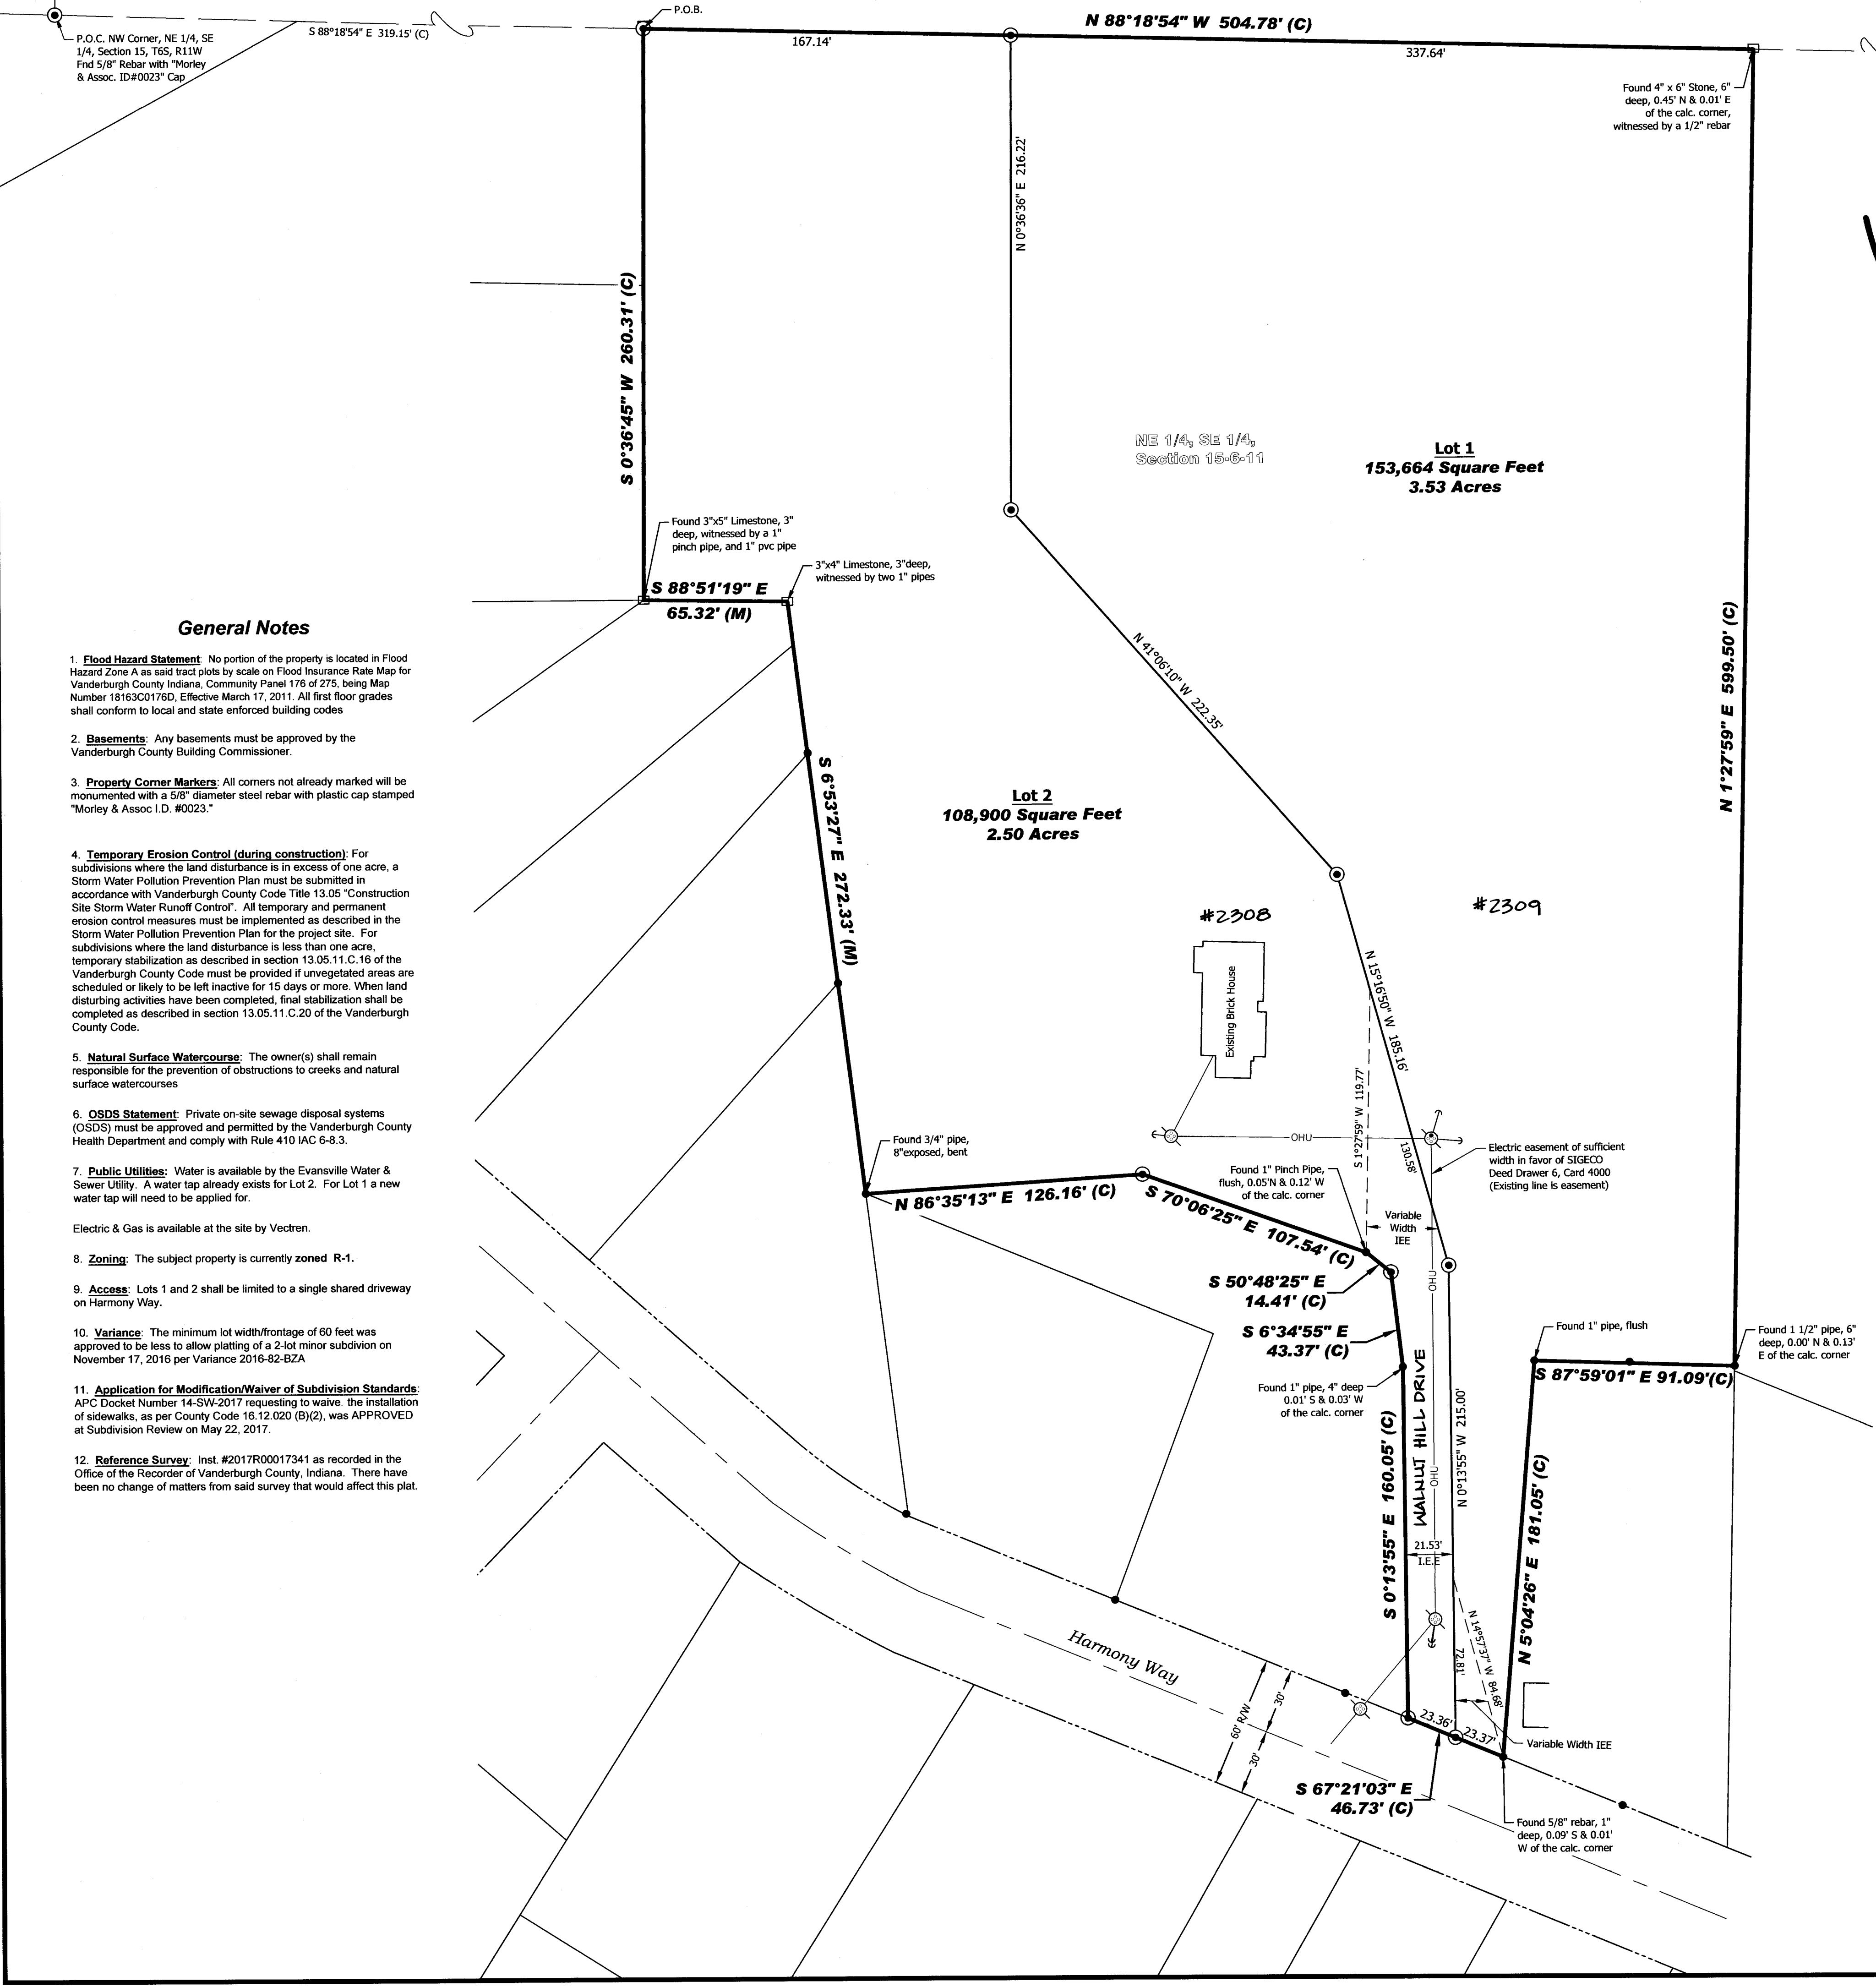 P.O.C. NW Corner, NE 1/4, SE
1/4, Section 15, T6S, R11W
Fnd 5/8" Rebar with "Morley
& Assoc. ID#0023" Cap
S 88°18'54" E 319.15' (C)
P.O.B.
N 88°18'54" W 504.78' (C)
167.14'
337.64'
Found 4" x 6" Stone, 6"
deep, 0.45' N & 0.01' E
of the calc. corner,
witnessed by a 1/2" rebar
N 0°36'36" E 216.22'
S 0°36'45" W 260.31' (C)
NE 1/4, SE 1/4,
Section 15-6-11
Lot 1
153,664 Square Feet
3.53 Acres
Found 3"x5" Limestone, 3"
deep, witnessed by a 1"
pinch pipe, and 1" pvc pipe
3"x4" Limestone, 3"deep,
witnessed by two 1" pipes
S 88°51'19" E
65.32' (M)
N 41°06'10" W 222.35'
N 1°27'59" E 599.50' (C)
General Notes
1. Flood Hazard Statement: No portion of the property is located in Flood
Hazard Zone A as said tract plots by scale on Flood Insurance Rate Map for
Vanderburgh County Indiana, Community Panel 176 of 275, being Map
Number 18163C0176D, Effective March 17, 2011. All first floor grades
shall conform to local and state enforced building codes
2. Basements: Any basements must be approved by the
Vanderburgh County Building Commissioner.
3. Property Corner Markers: All corners not already marked will be
monumented with a 5/8" diameter steel rebar with plastic cap stamped
"Morley & Assoc I.D. #0023."
4. Temporary Erosion Control (during construction): For
subdivisions where the land disturbance is in excess of one acre, a
Storm Water Pollution Prevention Plan must be submitted in
accordance with Vanderburgh County Code Title 13.05 "Construction
Site Storm Water Runoff Control". All temporary and permanent
erosion control measures must be implemented as described in the
Storm Water Pollution Prevention Plan for the project site. For
subdivisions where the land disturbance is less than one acre,
temporary stabilization as described in section 13.05.11.C.16 of the
Vanderburgh County Code must be provided if unvegetated areas are
scheduled or likely to be left inactive for 15 days or more. When land
disturbing activities have been completed, final stabilization shall be
completed as described in section 13.05.11.C.20 of the Vanderburgh
County Code.
5. Natural Surface Watercourse: The owner(s) shall remain
responsible for the prevention of obstructions to creeks and natural
surface watercourses
6. OSDS Statement: Private on-site sewage disposal systems
(OSDS) must be approved and permitted by the Vanderburgh County
Health Department and comply with Rule 410 IAC 6-8.3.
7. Public Utilities: Water is available by the Evansville Water &
Sewer Utility. A water tap already exists for Lot 2. For Lot 1 a new
water tap will need to be applied for.
Electric & Gas is available at the site by Vectren.
8. Zoning: The subject property is currently zoned R-1.
9. Access: Lots 1 and 2 shall be limited to a single shared driveway
on Harmony Way.
10. Variance: The minimum lot width/frontage of 60 feet was
approved to be less to allow platting of a 2-lot minor subdivion on
November 17, 2016 per Variance 2016-82-BZA
11. Application for Modification/Waiver of Subdivision Standards:
APC Docket Number 14-SW-2017 requesting to waive the installation
of sidewalks, as per County Code 16.12.020 (B)(2), was APPROVED
at Subdivision Review on May 22, 2017.
12. Reference Survey: Inst. #2017R00017341 as recorded in the
Office of the Recorder of Vanderburgh County, Indiana. There have
been no change of matters from said survey that would affect this plat.
S 6°53'27" E 272.33' (M)
Lot 2
108,900 Square Feet
2.50 Acres
#2308
#2309
Existing Brick House
N 15°16'50" W 185.16'
S 1°27'59" W 119.77'
130.58'
OHU
Electric easement of sufficient
width in favor of SIGECO
Deed Drawer 6, Card 4000
(Existing line is easement)
Found 3/4" pipe,
8"exposed, bent
Found 1" Pinch Pipe,
flush, 0.05'N & 0.12' W
of the calc. corner
N 86°35'13" E 126.16' (C)
S 70°06'25" E 107.54' (C)
Variable
Width
IEE
OHU
S 50°48'25" E
14.41' (C)
S 6°34'55" E
43.37' (C)
Found 1" pipe, flush
Found 1 1/2" pipe, 6"
deep, 0.00' N & 0.13'
E of the calc. corner
S 87°59'01" E 91.09'(C)
Found 1" pipe, 4" deep
0.01' S & 0.03' W
of the calc. corner
WALNUT HILL DRIVE
N 0°13'55" W 215.00'
S 0°13'55" E 160.05' (C)
OHU
21.53'
I.E.E
N 5°04'26" E 181.05' (C)
N 14°57'37" W 84.68'
72.81'
Harmony Way
60' R/W
30'
30'
23.36'
23.37'
Variable Width IEE
S 67°21'03" E
46.73' (C)
Found 5/8" rebar, 1"
deep, 0.09' S & 0.01'
W of the calc. corner